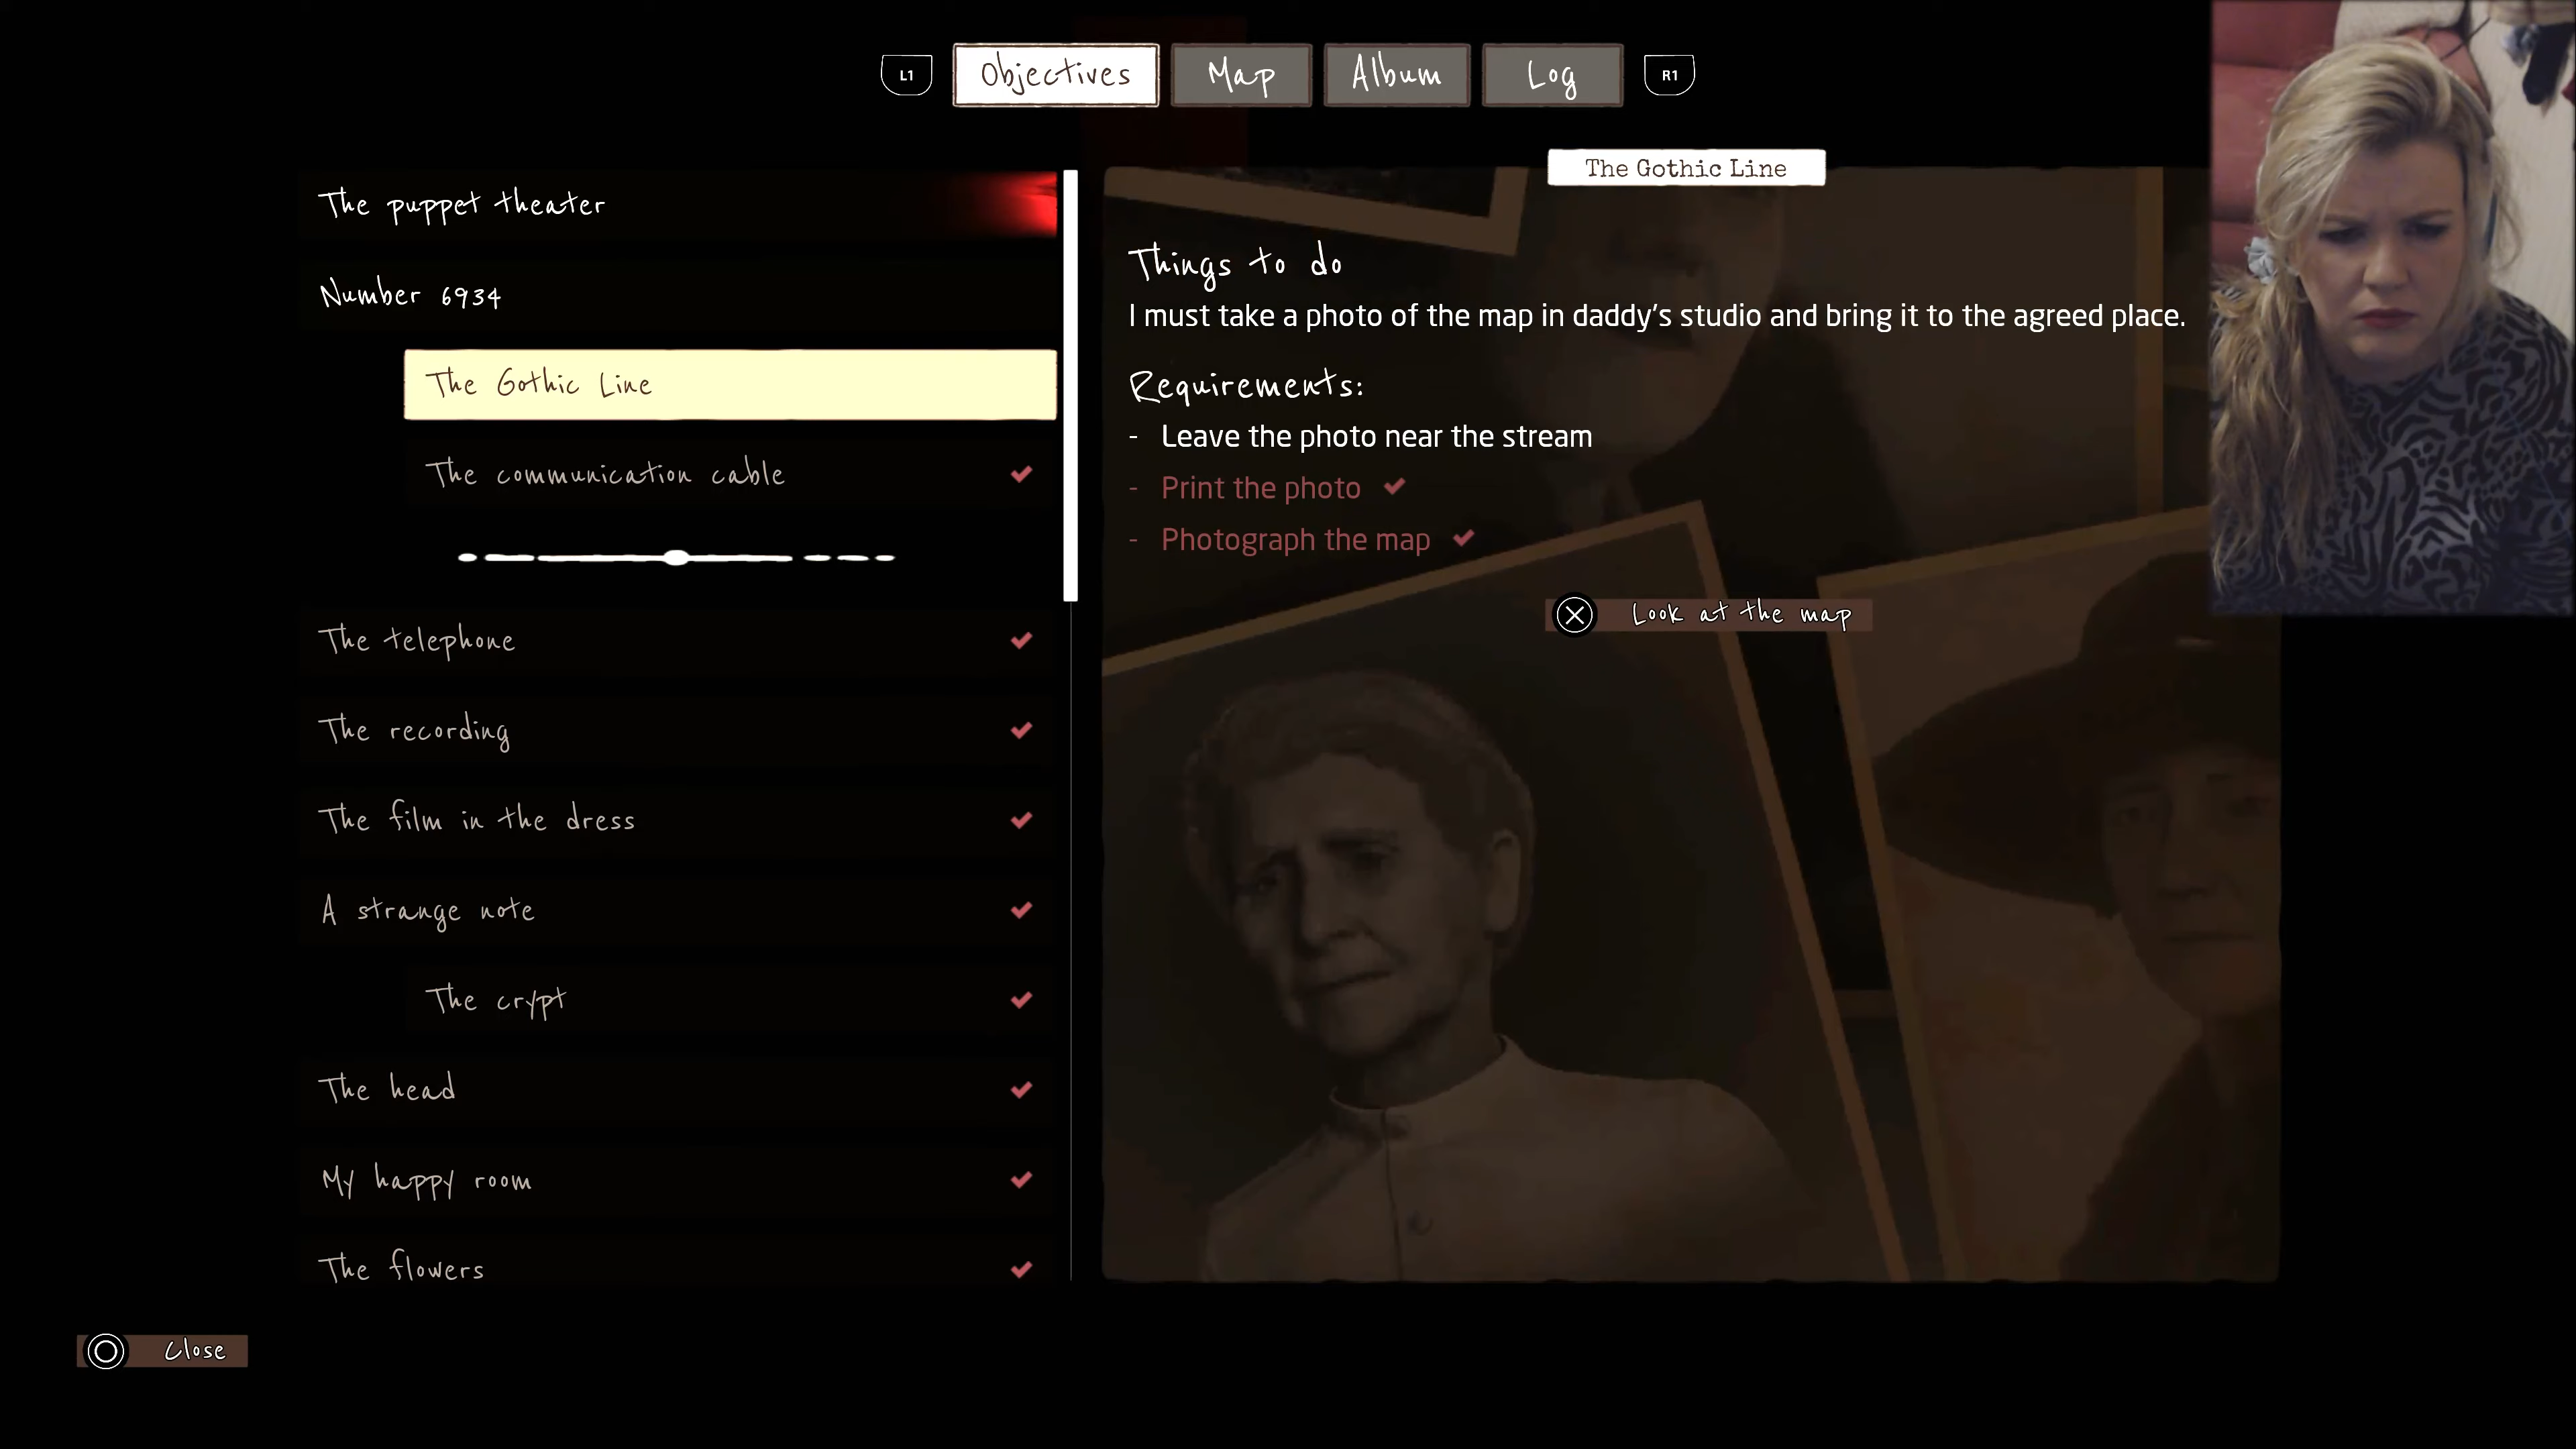 L1 Objectives Map Album Log R1
The puppet theater
Number 6934
The Gothic Line
The communication cable
The telephone
The recording
The film in the dress
A strange note
The crypt
The head
My happy room
The flowers
The Gothic Line
Things to do
I must take a photo of the map in daddy's studio and bring it to the agreed place.
Requirements:
- Leave the photo near the stream
- Print the photo
- Photograph the map
Look at the map
Close